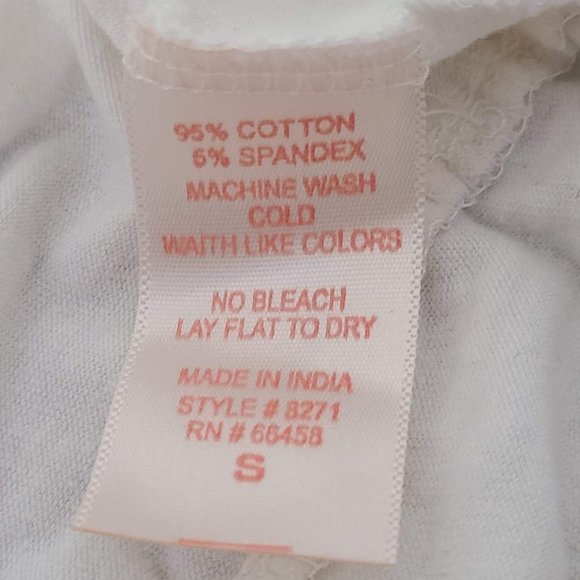 95% COTTON
5% SPANDEX
MACHINE WASH
COLD
WAITH LIKE COLORS
NO BLEACH
LAY FLAT TO DRY
MADE IN INDIA
STYLE # 8271
RN # 66458
S